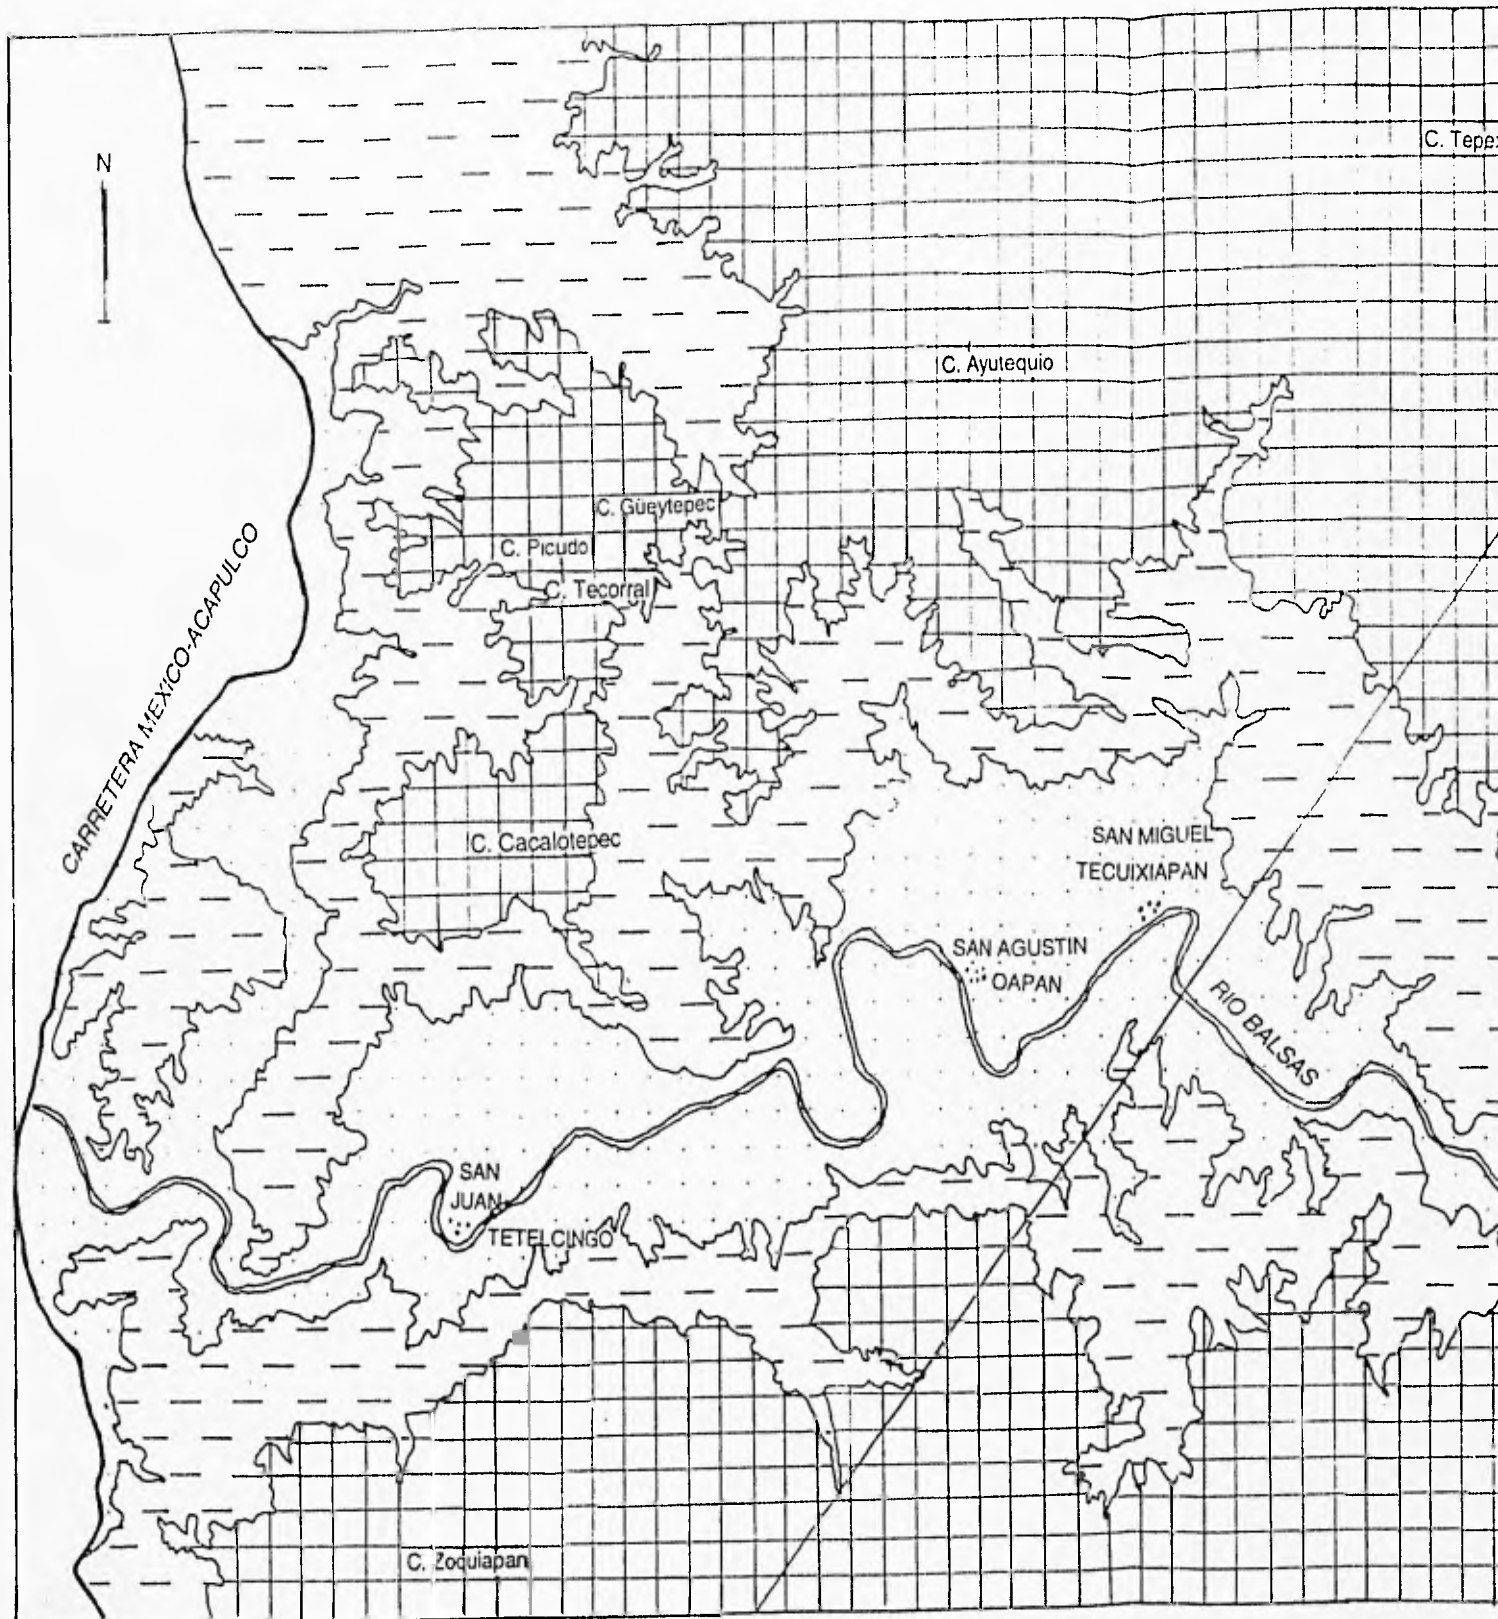 C. Tepex
N
C. Ayutequio
C. Güeytepec
C. Picudo
C. Tecorral
CARRETERA MEXICO-ACAPULCO
C. Cacalotepec
SAN MIGUEL
TECUIXIAPAN
SAN AGUSTIN
OAPAN
RIO BALSAS
SAN
JUAN
TETELCINGO
C. Zoquiapan